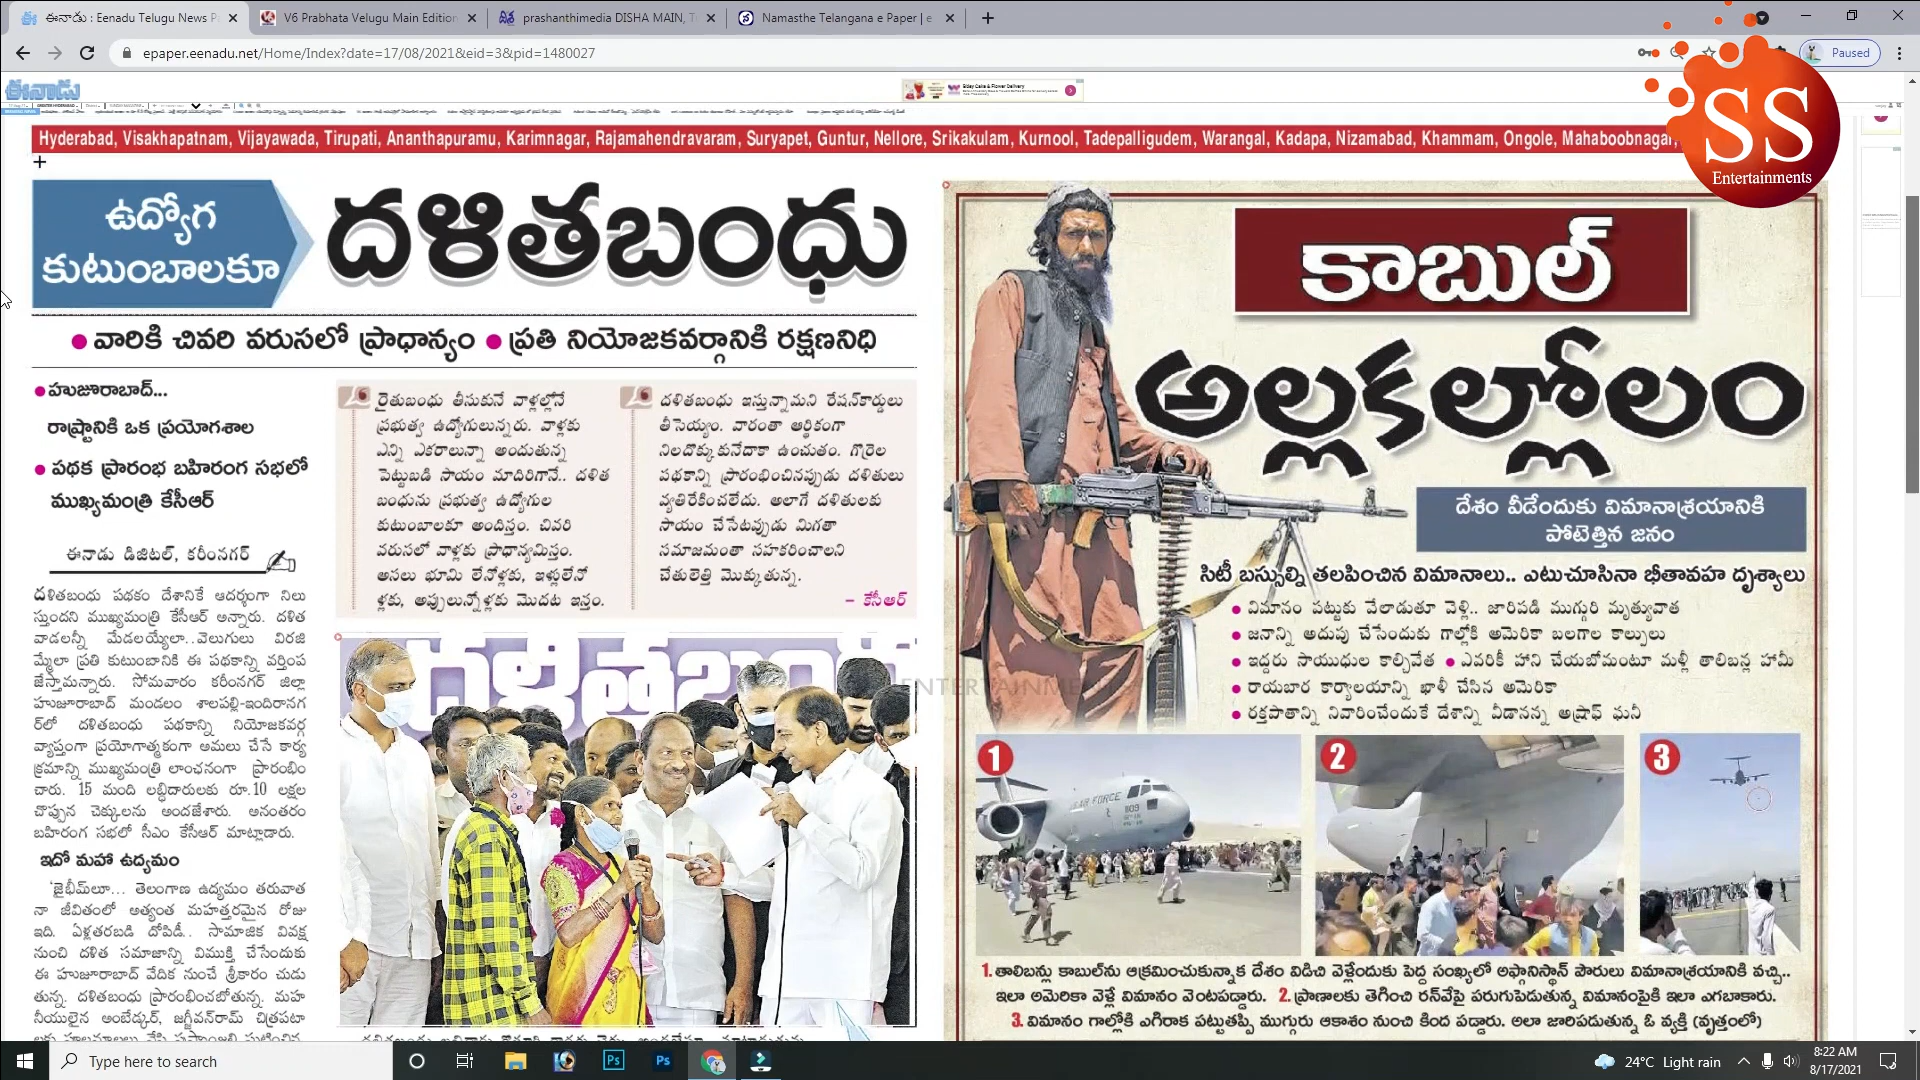 ఈనాడు : Eenadu Telugu News P
V6 Prabhata Velugu Main Edition
prashanthimedia DISHA MAIN, T
Namasthe Telangana e Paper | e
epaper.eenadu.net/Home/Index?date=17/08/2021&eid=3&pid=1480027
Paused
ఈనాడు
SS
Entertainments
Hyderabad, Visakhapatnam, Vijayawada, Tirupati, Ananthapuramu, Karimnagar, Rajamahendravaram, Suryapet, Guntur, Nellore, Srikakulam, Kurnool, Tadepalligudem, Warangal, Kadapa, Nizamabad, Khammam, Ongole, Mahaboobnagar,
ఉద్యోగ
కుటుంబాలకూ
దళితబంధు
● వారికి చివరి వరుసలో ప్రాధాన్యం ● ప్రతి నియోజకవర్గానికి రక్షణనిధి
● హుజూరాబాద్...
రాష్ట్రానికి ఒక ప్రయోగశాల
● పథక ప్రారంభ బహిరంగ సభలో
ముఖ్యమంత్రి కేసీఆర్
ఈనాడు డిజిటల్, కరీంనగర్
దళితబంధు పథకం దేశానికే ఆదర్శంగా నిలు
స్తుందని ముఖ్యమంత్రి కేసీఆర్ అన్నారు. దళిత
వాడలన్నీ మేడలయ్యేలా..వెలుగులు విరజి
మ్మేలా ప్రతి కుటుంబానికి ఈ పథకాన్ని వర్తింప
జేస్తామన్నారు. సోమవారం కరీంనగర్ జిల్లా
హుజూరాబాద్ మండలం శాలపల్లి-ఇందిరానగ
ర్‌లో దళితబంధు పథకాన్ని నియోజకవర్గ
వ్యాప్తంగా ప్రయోగాత్మకంగా అమలు చేసే కార్య
క్రమాన్ని ముఖ్యమంత్రి లాంఛనంగా ప్రారంభిం
చారు. 15 మంది లబ్ధిదారులకు రూ.10 లక్షల
చొప్పున చెక్కులను అందజేశారు. అనంతరం
బహిరంగ సభలో సీఎం కేసీఆర్ మాట్లాడారు.
ఇదో మహా ఉద్యమం
'జైభీమ్‌లూ... తెలంగాణ ఉద్యమం తరువాత
నా జీవితంలో అత్యంత మహత్తరమైన రోజు
ఇది. ఏళ్లతరబడి దోపిడీ.. సామాజిక వివక్ష
నుంచి దళిత సమాజాన్ని విముక్తి చేసేందుకు
ఈ హుజూరాబాద్ వేదిక నుంచే శ్రీకారం చుడు
తున్న. దళితబంధు ప్రారంభించబోతున్న. మహ
నీయులైన అంబేడ్కర్, జగ్జీవన్‌రామ్ చిత్రపటా
రైతుబంధు తీసుకునే వాళ్లల్లోనే
ప్రభుత్వ ఉద్యోగులున్నరు. వాళ్లకు
ఎన్ని ఎకరాలున్నా అందుతున్న
పెట్టుబడి సాయం మాదిరిగానే.. దళిత
బంధును ప్రభుత్వ ఉద్యోగుల
కుటుంబాలకూ అందిస్తం. చివరి
వరుసలో వాళ్లకు ప్రాధాన్యమిస్తం.
అసలు భూమి లేనోళ్లకు, ఇళ్లులేనో
ళ్లకు, అప్పులున్నోళ్లకు మొదట ఇస్తం.
దళితబంధు ఇస్తున్నామని రేషన్‌కార్డులు
తీసెయ్యం. వారంతా ఆర్థికంగా
నిలదొక్కుకునేదాకా ఉంచుతం. గొర్రెల
పథకాన్ని ప్రారంభించినప్పుడు దళితులు
వ్యతిరేకించలేదు. అలాగే దళితులకు
సాయం చేసేటప్పుడు మిగతా
సమాజమంతా సహకరించాలని
చేతులెత్తి మొక్కుతున్న.
– కేసీఆర్
దళితబంధు
ENTERTAINMENTS
కాబుల్
అల్లకల్లోలం
దేశం వీడేందుకు విమానాశ్రయానికి
పోటెత్తిన జనం
సిటీ బస్సుల్ని తలపించిన విమానాలు.. ఎటుచూసినా భీతావహ దృశ్యాలు
● విమానం పట్టుకు వేలాడుతూ వెళ్లి.. జారిపడి ముగ్గురి మృత్యువాత
● జనాన్ని అదుపు చేసేందుకు గాల్లోకి అమెరికా బలగాల కాల్పులు
● ఇద్దరు సాయుధుల కాల్చివేత ● ఎవరికీ హాని చేయబోమంటూ మళ్లీ తాలిబన్ల హామీ
● రాయబార కార్యాలయాన్ని ఖాళీ చేసిన అమెరికా
● రక్తపాతాన్ని నివారించేందుకే దేశాన్ని వీడానన్న అష్రాఫ్ ఘనీ
1
2
3
1. తాలిబన్లు కాబుల్‌ను ఆక్రమించుకున్నాక దేశం విడిచి వెళ్లేందుకు పెద్ద సంఖ్యలో అఫ్గానిస్థాన్ పౌరులు విమానాశ్రయానికి వచ్చి..
ఇలా అమెరికా వెళ్లే విమానం వెంటపడ్డారు. 2. ప్రాణాలకు తెగించి రన్‌వేపై పరుగుపెడుతున్న విమానంపైకి ఇలా ఎగబాకారు.
3. విమానం గాల్లోకి ఎగిరాక పట్టుతప్పి ముగ్గురు ఆకాశం నుంచి కింద పడ్డారు. అలా జారిపడుతున్న ఓ వ్యక్తి (వృత్తంలో)
Type here to search
24°C Light rain
8:22 AM
8/17/2021